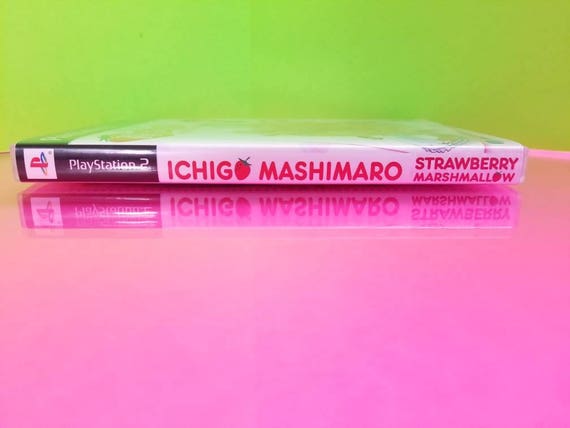 PlayStation 2
ICHIGO MASHIMARO
STRAWBERRY
MARSHMALLOW